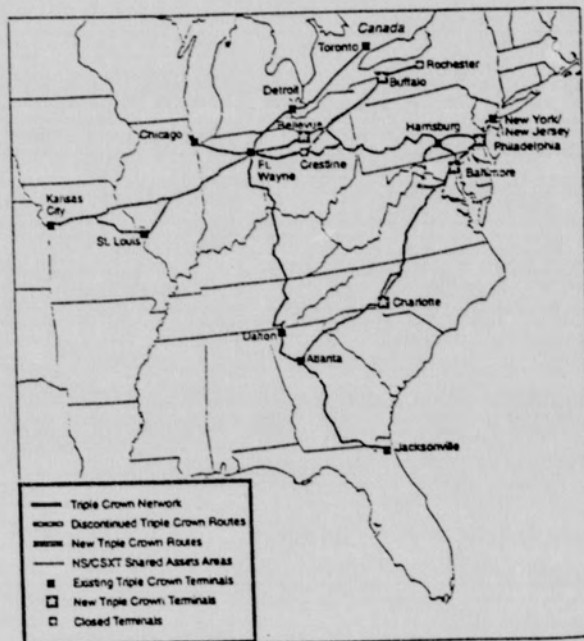 Canada
Toronto
Rochester
Buffalo
Detroit
Bellevue
New York/
New Jersey
Chicago
Harrisburg
Philadelphia
Ft.
Wayne
Crestline
Baltimore
Kansas
City
St. Louis
Charlotte
Dalton
Atlanta
Jacksonville
Triple Crown Network
Discontinued Triple Crown Routes
New Triple Crown Routes
NS/CSXT Shared Assets Areas
Existing Triple Crown Terminals
New Triple Crown Terminals
Closed Terminals